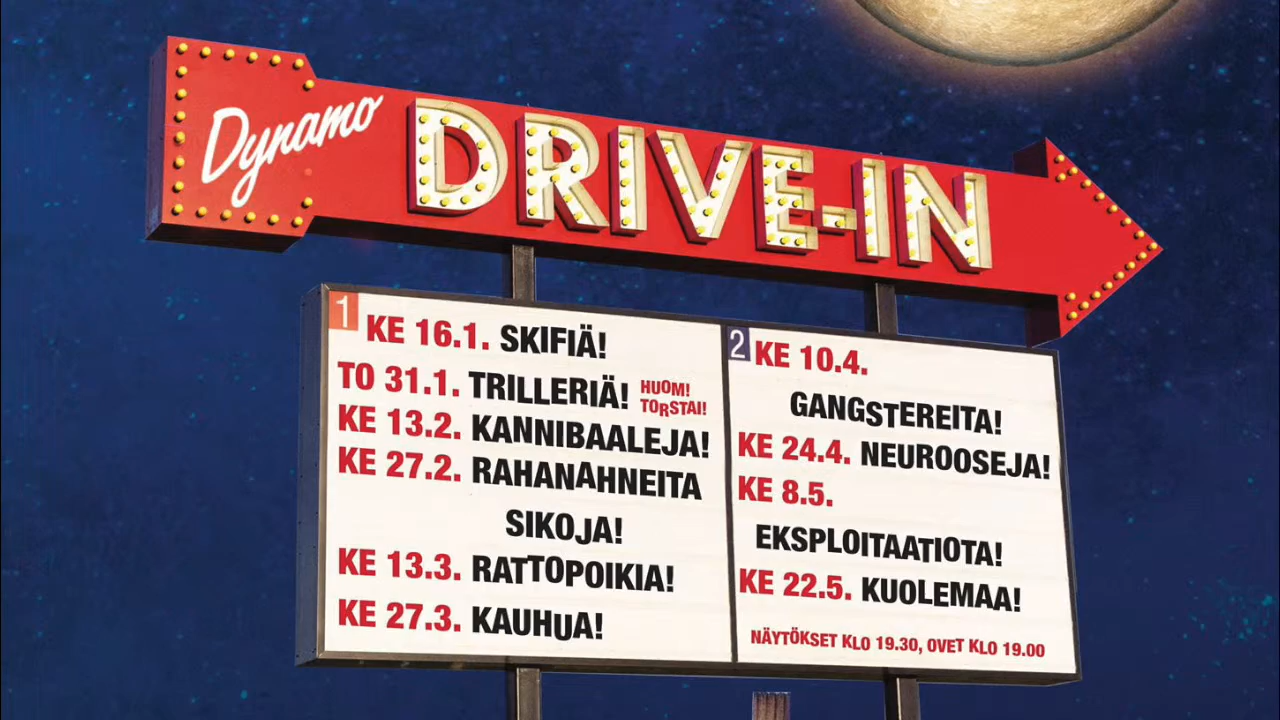 Dynamo DRIVE-IN
1 KE 16.1. SKIFIÄ!
TO 31.1. TRILLERIÄ! HUOM! TORSTAI!
KE 13.2. KANNIBAALEJA!
KE 27.2. RAHANAHNEITA
SIKOJA!
KE 13.3. RATTOPOIKIA!
KE 27.3. KAUHUA!
2 KE 10.4.
GANGSTEREITA!
KE 24.4. NEUROOSEJA!
KE 8.5.
EKSPLOITAATIOTA!
KE 22.5. KUOLEMAA!
NÄYTÖKSET KLO 19.30, OVET KLO 19.00